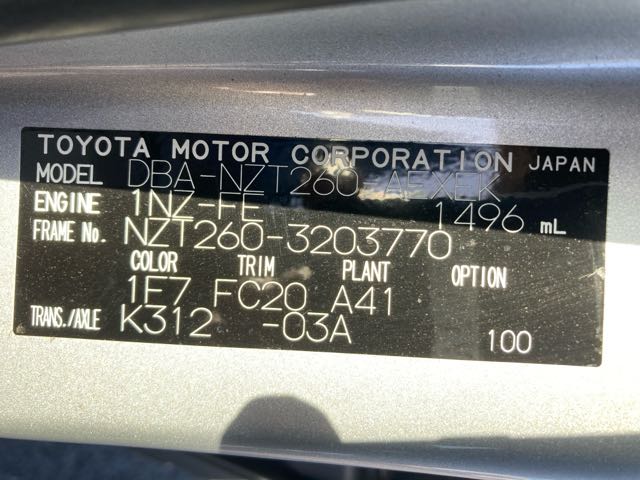 TOYOTA MOTOR CORPORATION JAPAN
MODEL DBA-NZT260-AEXEK
ENGINE 1NZ-FE 1496 mL
FRAME No. NZT260-3203770
COLOR TRIM PLANT OPTION
1F7 FC20 A41
TRANS./AXLE K312 -03A 100